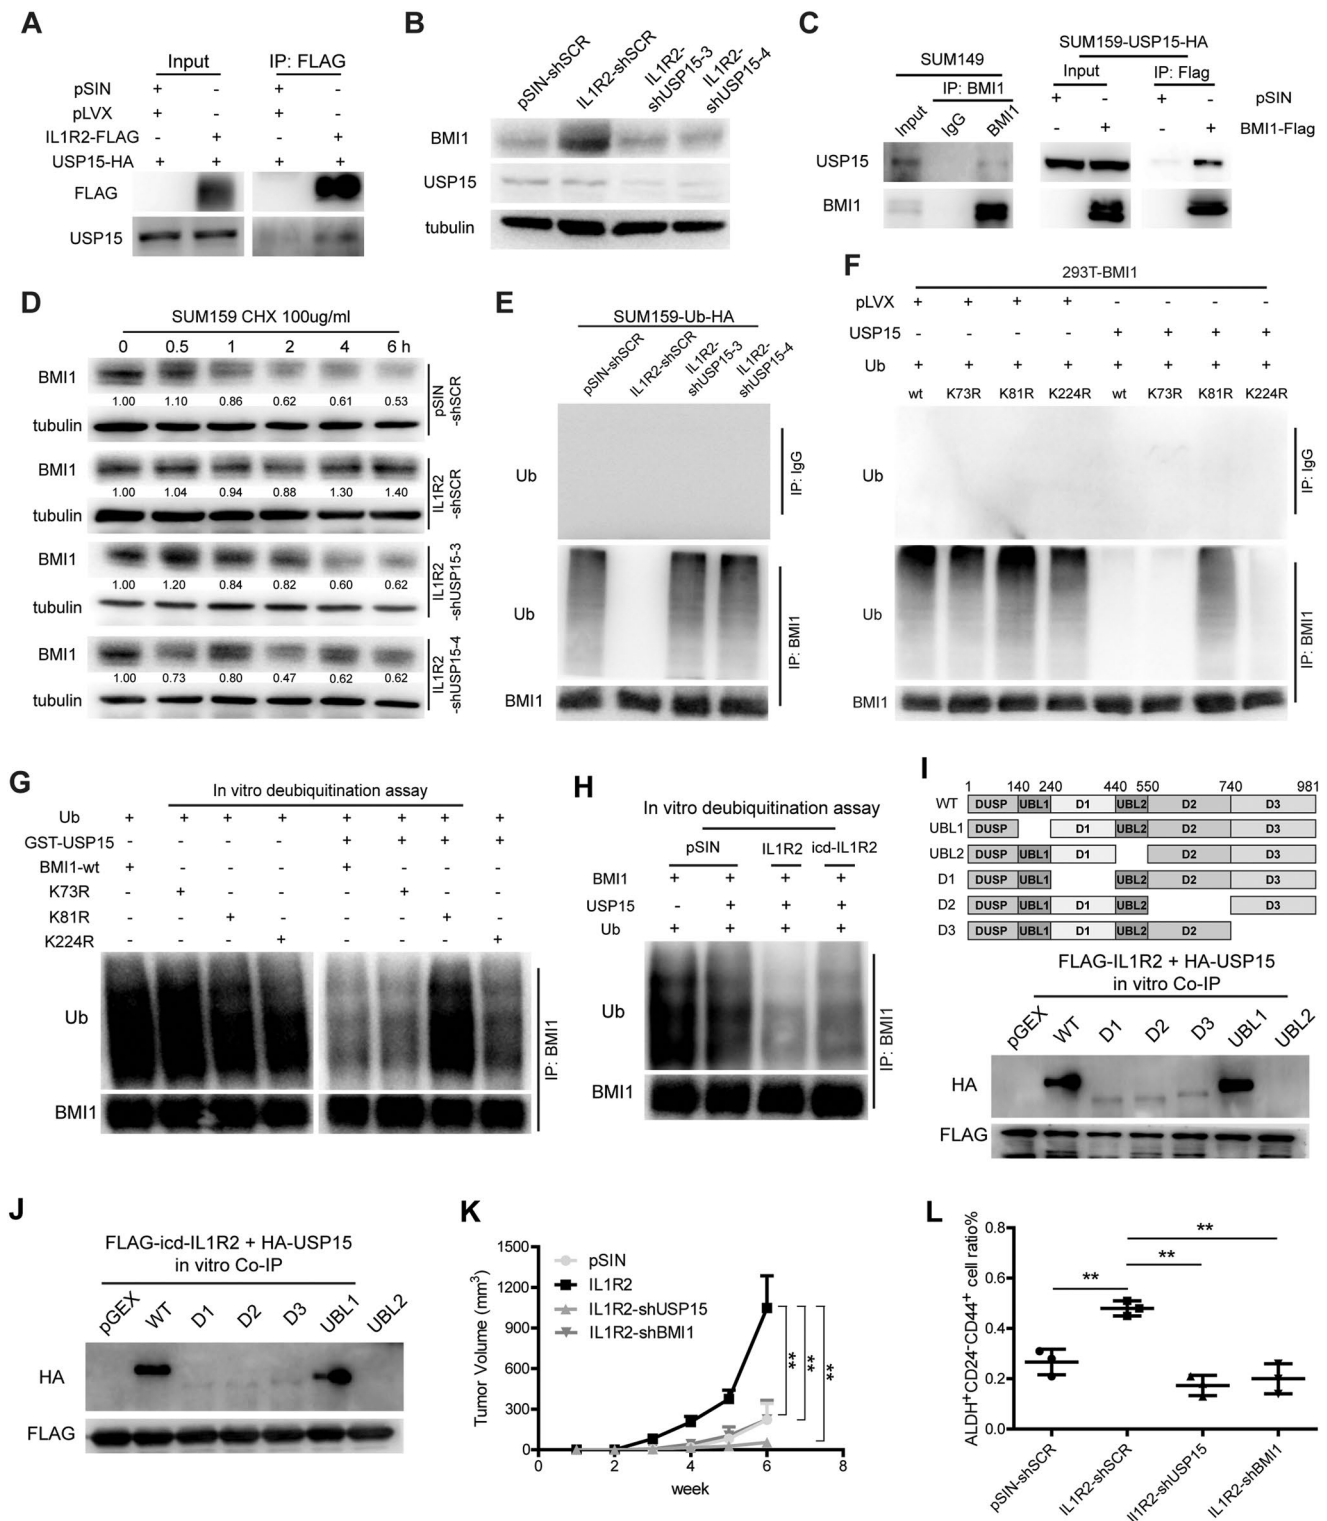 A
Input IP: FLAG
pSIN + - + -
pLVX + - + -
IL1R2-FLAG - + - +
USP15-HA + + + +
FLAG
USP15
B
pSIN-shSCR
IL1R2-shSCR
IL1R2-
shUSP15-3
IL1R2-
shUSP15-4
BMI1
USP15
tubulin
C
SUM149
IP: BMI1
Input IgG BMI1
SUM159-USP15-HA
Input IP: Flag
+ - + - pSIN
- + - + BMI1-Flag
USP15
BMI1
D
SUM159 CHX 100ug/ml
0 0.5 1 2 4 6 h
BMI1
1.00 1.10 0.86 0.62 0.61 0.53
tubulin
pSIN
-shSCR
BMI1
1.00 1.04 0.94 0.88 1.30 1.40
tubulin
IL1R2
-shSCR
BMI1
1.00 1.20 0.84 0.82 0.60 0.62
tubulin
IL1R2
-shUSP15-3
BMI1
1.00 0.73 0.80 0.47 0.62 0.62
tubulin
IL1R2
-shUSP15-4
E
SUM159-Ub-HA
pSIN-shSCR
IL1R2-shSCR
IL1R2-
shUSP15-3
IL1R2-
shUSP15-4
Ub
IP: IgG
Ub
IP: BMI1
BMI1
F
293T-BMI1
pLVX + + + + - - - -
USP15 - - - - + + + +
Ub + + + + + + + +
wt K73R K81R K224R wt K73R K81R K224R
Ub
IP: IgG
Ub
IP: BMI1
BMI1
G
In vitro deubiquitination assay
Ub + + + + + + + +
GST-USP15 - - - - + + + +
BMI1-wt + - - - + - - -
K73R - + - - - + - -
K81R - - + - - - + -
K224R - - - + - - - +
Ub
IP: BMI1
BMI1
H
In vitro deubiquitination assay
pSIN IL1R2 icd-IL1R2
BMI1 + + + +
USP15 - + + +
Ub + + + +
Ub
IP: BMI1
BMI1
I
1 140 240 440 550 740 981
WT DUSP UBL1 D1 UBL2 D2 D3
UBL1 DUSP D1 UBL2 D2 D3
UBL2 DUSP UBL1 D1 D2 D3
D1 DUSP UBL1 UBL2 D2 D3
D2 DUSP UBL1 D1 UBL2 D3
D3 DUSP UBL1 D1 UBL2 D2
FLAG-IL1R2 + HA-USP15
in vitro Co-IP
pGEX WT D1 D2 D3 UBL1 UBL2
HA
FLAG
J
FLAG-icd-IL1R2 + HA-USP15
in vitro Co-IP
pGEX WT D1 D2 D3 UBL1 UBL2
HA
FLAG
K
Tumor Volume (mm³)
1500
1200
900
600
300
0
0 2 4 6 8
week
pSIN
IL1R2
IL1R2-shUSP15
IL1R2-shBMI1
** ** **
L
ALDH⁺CD24⁻CD44⁺ cell ratio%
0.8
0.6
0.4
0.2
0.0
**
**
**
pSIN-shSCR
IL1R2-shSCR
Il1R2-shUSP15
IL1R2-shBMI1